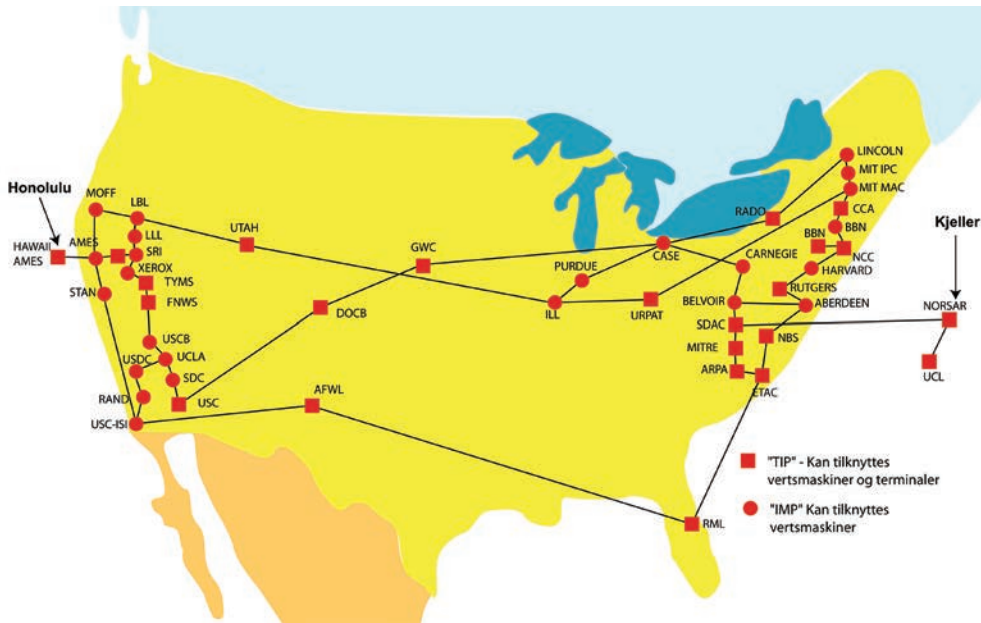 LINCOLN
MIT IPC
MIT MAC
Honolulu
MOFF
LBL
CCA
RADO
BBN
Kjeller
LLL
UTAH
BBN
HAWAII
AMES
AMES
SRI
GWC
CASE
NCC
XEROX
PURDUE
CARNEGIE
HARVARD
TYMS
RUTGERS
STAN
FNWS
BELVOIR
ABERDEEN
NORSAR
ILL
URPAT
DOCB
SDAC
NBS
USCB
MITRE
USDC
UCLA
ARPA
UCL
SDC
AFWL
ETAC
RAND
USC
USC-ISI
"TIP" - Kan tilknyttes
vertsmaskiner og terminaler
"IMP" Kan tilknyttes
vertsmaskiner
RML